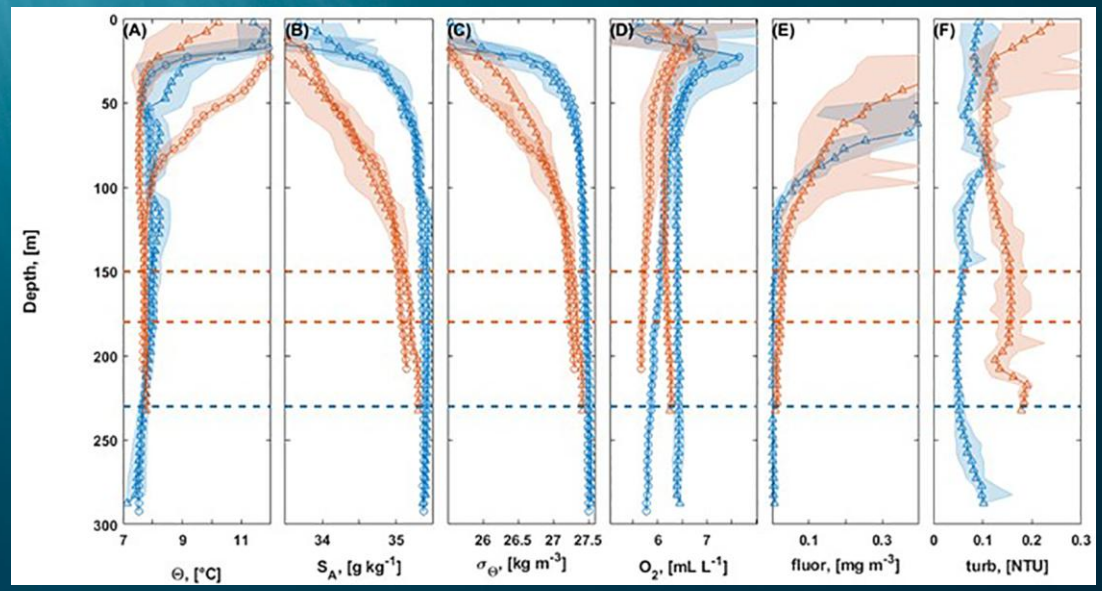 (A) (B) (C) (D) (E) (F)
0
50
100
150
200
250
300
Depth, [m]
7 9 11 34 35 26 26.5 27 27.5 6 7 0.1 0.3 0 0.1 0.2 0.3
Θ, [°C] S_A, [g kg⁻¹] σ_Θ, [kg m⁻³] O₂, [mL L⁻¹] fluor, [mg m⁻³] turb, [NTU]